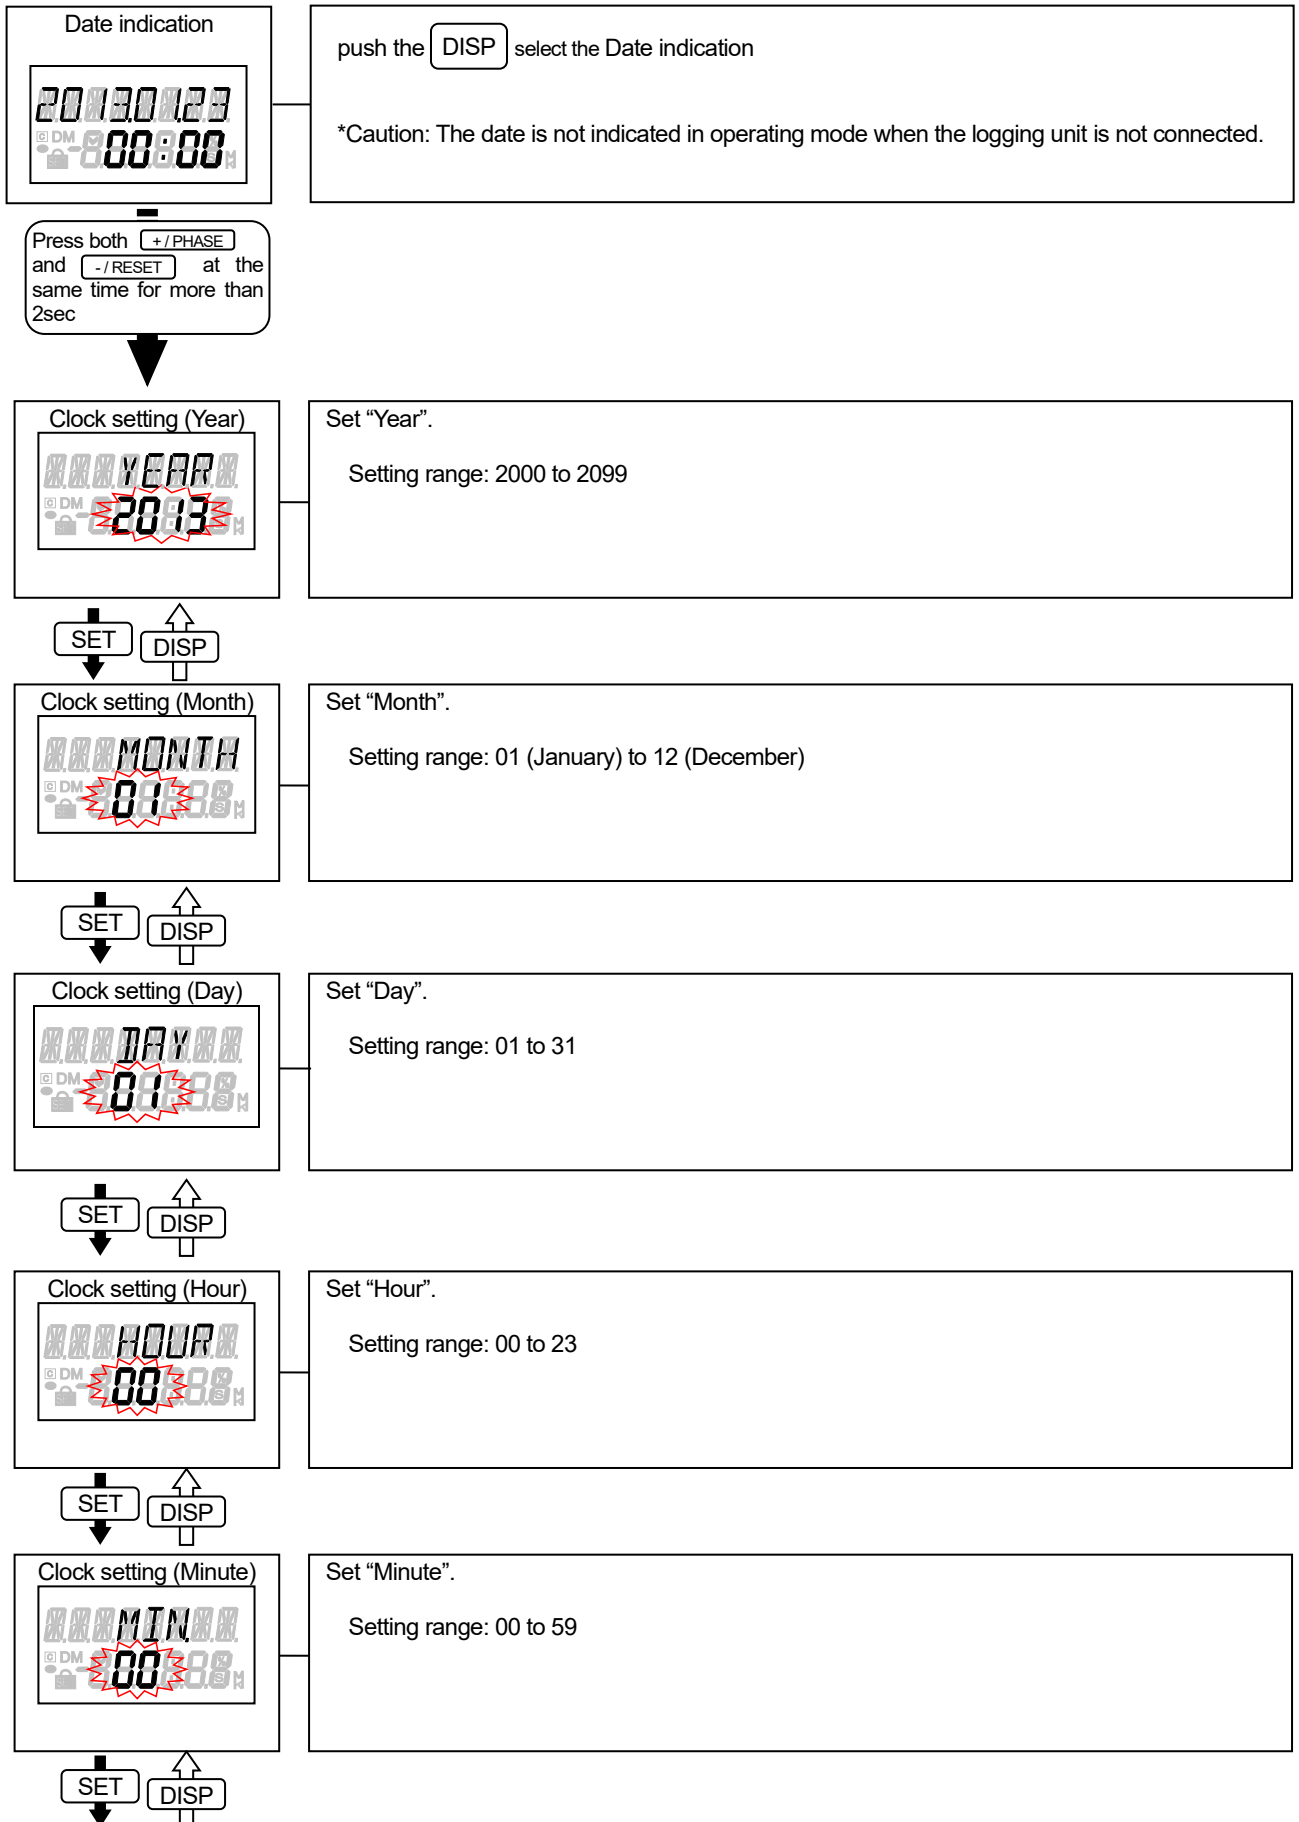 Date indication
2013.01.23
C DM
00:00
push the DISP select the Date indication
*Caution: The date is not indicated in operating mode when the logging unit is not connected.
Press both +/PHASE
and -/RESET at the
same time for more than
2sec
Clock setting (Year)
YEAR
C DM
2013
Set “Year”.
Setting range: 2000 to 2099
SET
DISP
Clock setting (Month)
MONTH
C DM
01
Set “Month”.
Setting range: 01 (January) to 12 (December)
SET
DISP
Clock setting (Day)
DAY
C DM
01
Set “Day”.
Setting range: 01 to 31
SET
DISP
Clock setting (Hour)
HOUR
C DM
00
Set “Hour”.
Setting range: 00 to 23
SET
DISP
Clock setting (Minute)
MIN.
C DM
00
Set “Minute”.
Setting range: 00 to 59
SET
DISP